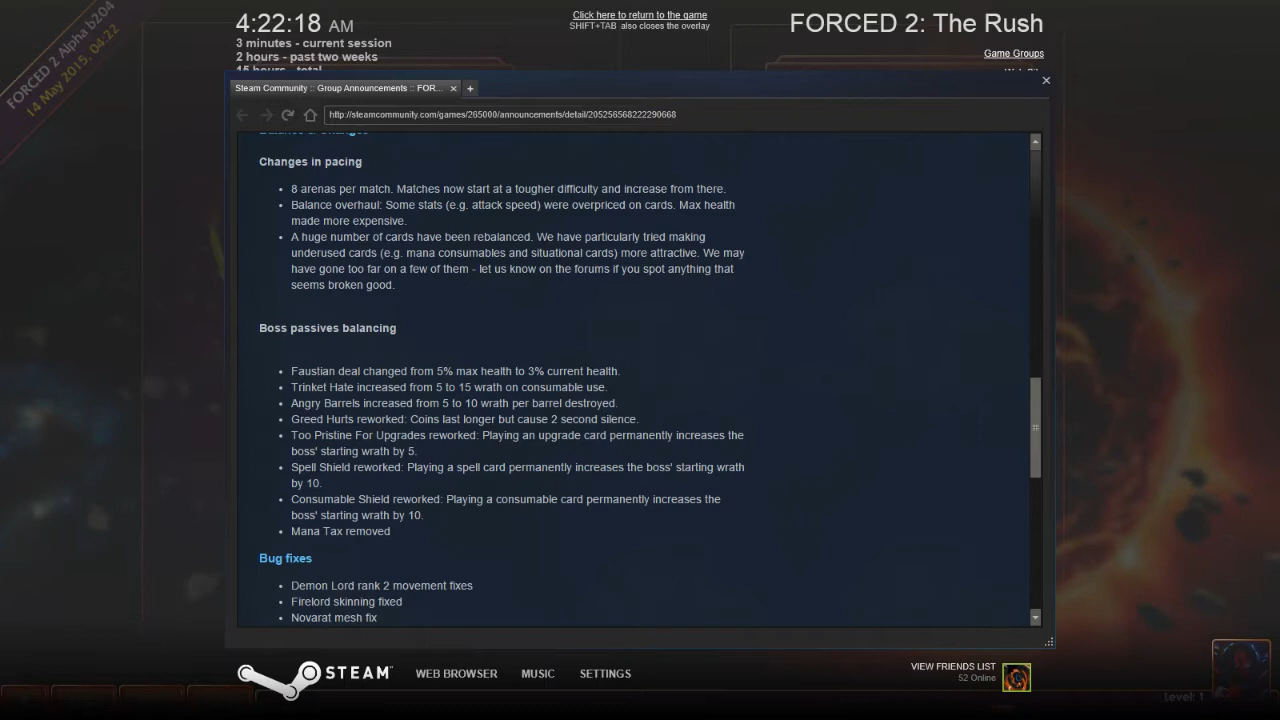 4:22:18 AM
3 minutes - current session
2 hours - past two weeks
15 hours - total
Click here to return to the game
SHIFT+TAB also closes the overlay
FORCED 2: The Rush
Game Groups
FORCED 2 Alpha b204
14 May 2015, 04:22
Steam Community :: Group Announcements :: FOR...
http://steamcommunity.com/games/265000/announcements/detail/205256568222290668
Balance & Changes
Changes in pacing
• 8 arenas per match. Matches now start at a tougher difficulty and increase from there.
• Balance overhaul: Some stats (e.g. attack speed) were overpriced on cards. Max health
made more expensive.
• A huge number of cards have been rebalanced. We have particularly tried making
underused cards (e.g. mana consumables and situational cards) more attractive. We may
have gone too far on a few of them - let us know on the forums if you spot anything that
seems broken good.
Boss passives balancing
• Faustian deal changed from 5% max health to 3% current health.
• Trinket Hate increased from 5 to 15 wrath on consumable use.
• Angry Barrels increased from 5 to 10 wrath per barrel destroyed.
• Greed Hurts reworked: Coins last longer but cause 2 second silence.
• Too Pristine For Upgrades reworked: Playing an upgrade card permanently increases the
boss' starting wrath by 5.
• Spell Shield reworked: Playing a spell card permanently increases the boss' starting wrath
by 10.
• Consumable Shield reworked: Playing a consumable card permanently increases the
boss' starting wrath by 10.
• Mana Tax removed
Bug fixes
• Demon Lord rank 2 movement fixes
• Firelord skinning fixed
• Novarat mesh fix
STEAM™
WEB BROWSER
MUSIC
SETTINGS
VIEW FRIENDS LIST
52 Online
Level: 1